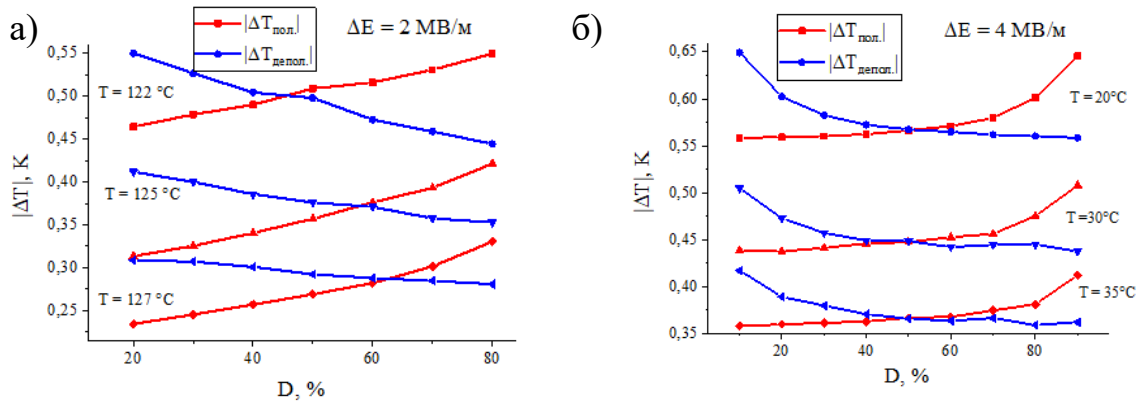 а)
|ΔTпол.|
|ΔTдепол.|
ΔE = 2 МВ/м
0,55
0,50
0,45
0,40
0,35
0,30
0,25
|ΔT|, K
T = 122 °C
T = 125 °C
T = 127 °C
20
40
60
80
D, %
б)
|ΔTпол.|
|ΔTдепол.|
ΔE = 4 МВ/м
0,65
0,60
0,55
0,50
0,45
0,40
0,35
|ΔT|, K
T = 20°C
T =30°C
T = 35°C
20
40
60
80
D, %